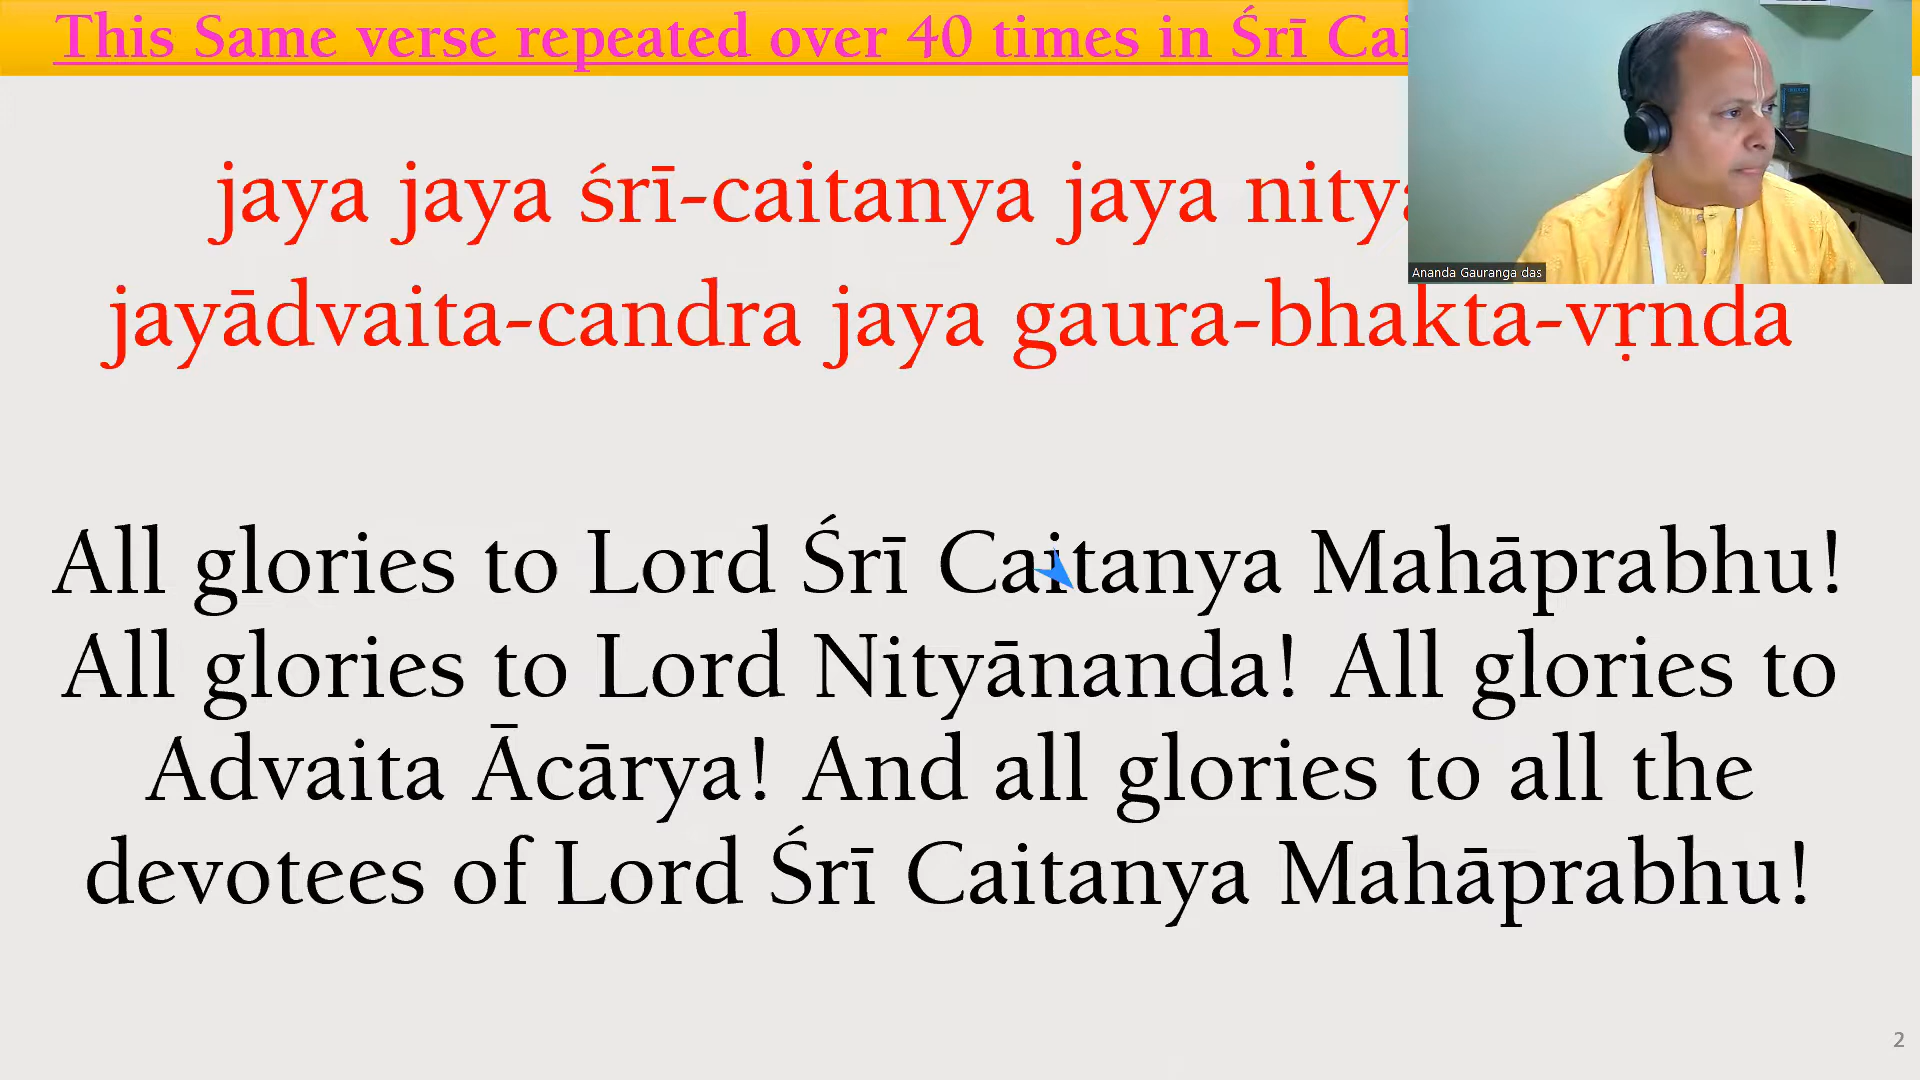 This Same verse repeated over 40 times in Śrī
jaya jaya śrī-caitanya jaya
Ananda Gauranga das
jayādvaita-candra jaya gaura-bhakta-vṛnda
All glories to Lord Śrī Caitanya Mahāprabhu!
All glories to Lord Nityānanda! All glories to
Advaita Ācārya! And all glories to all the
devotees of Lord Śrī Caitanya Mahāprabhu!
2